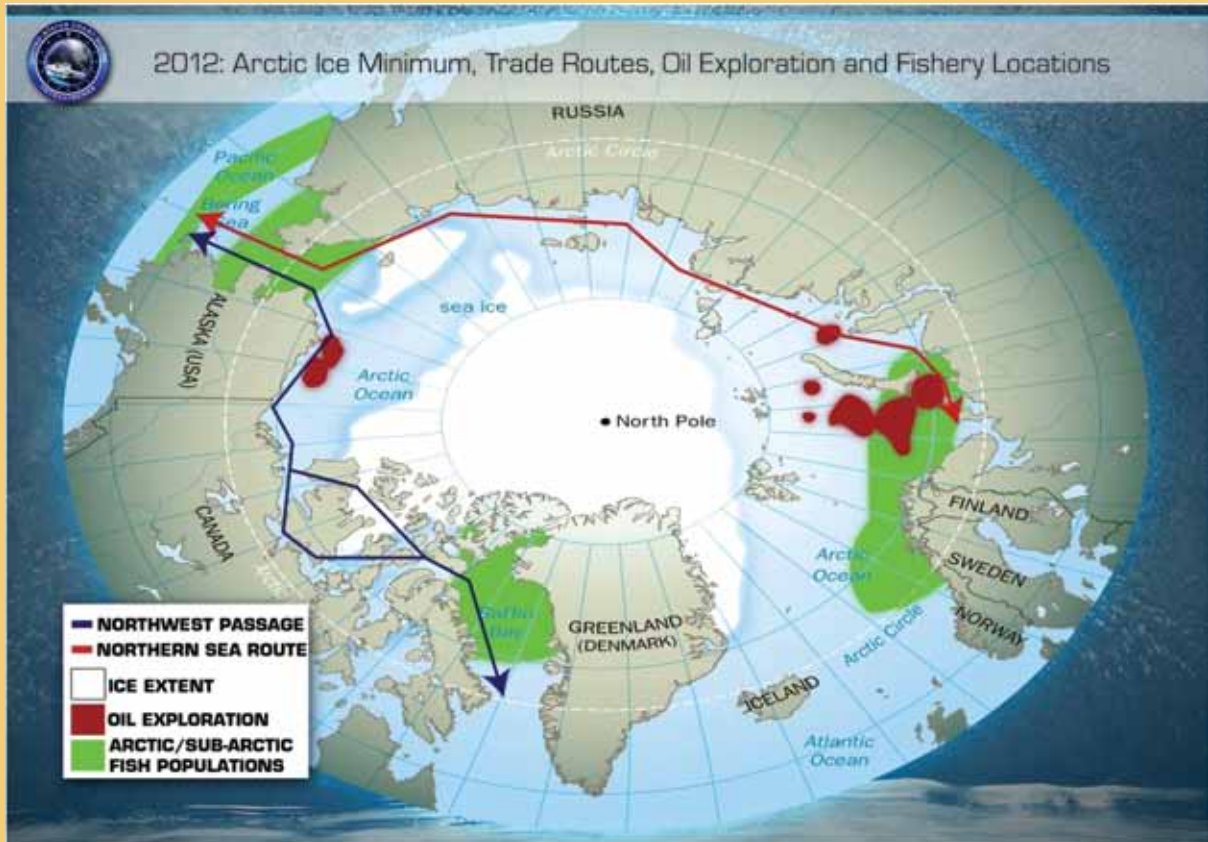 2012: Arctic Ice Minimum, Trade Routes, Oil Exploration and Fishery Locations
RUSSIA
Arctic Circle
Pacific
Ocean
Bering
Sea
sea ice
ALASKA (USA)
Arctic
Ocean
North Pole
CANADA
FINLAND
SWEDEN
NORWAY
Arctic
Ocean
Arctic Circle
Baffin
Bay
GREENLAND
(DENMARK)
ICELAND
Atlantic
Ocean
NORTHWEST PASSAGE
NORTHERN SEA ROUTE
ICE EXTENT
OIL EXPLORATION
ARCTIC/SUB-ARCTIC
FISH POPULATIONS